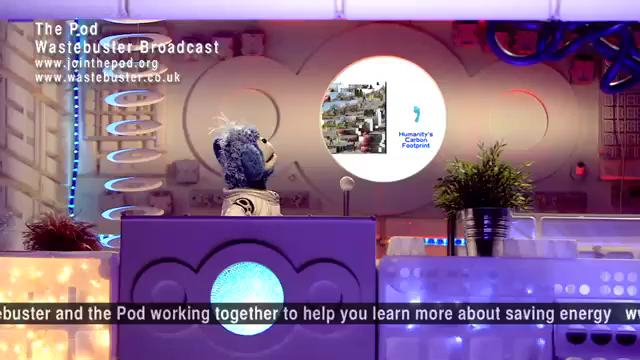 The Pod
Wastebuster Broadcast
www.jointhepod.org
www.wastebuster.co.uk
Humanity's
Carbon
Footprint
ebuster and the Pod working together to help you learn more about saving energy w